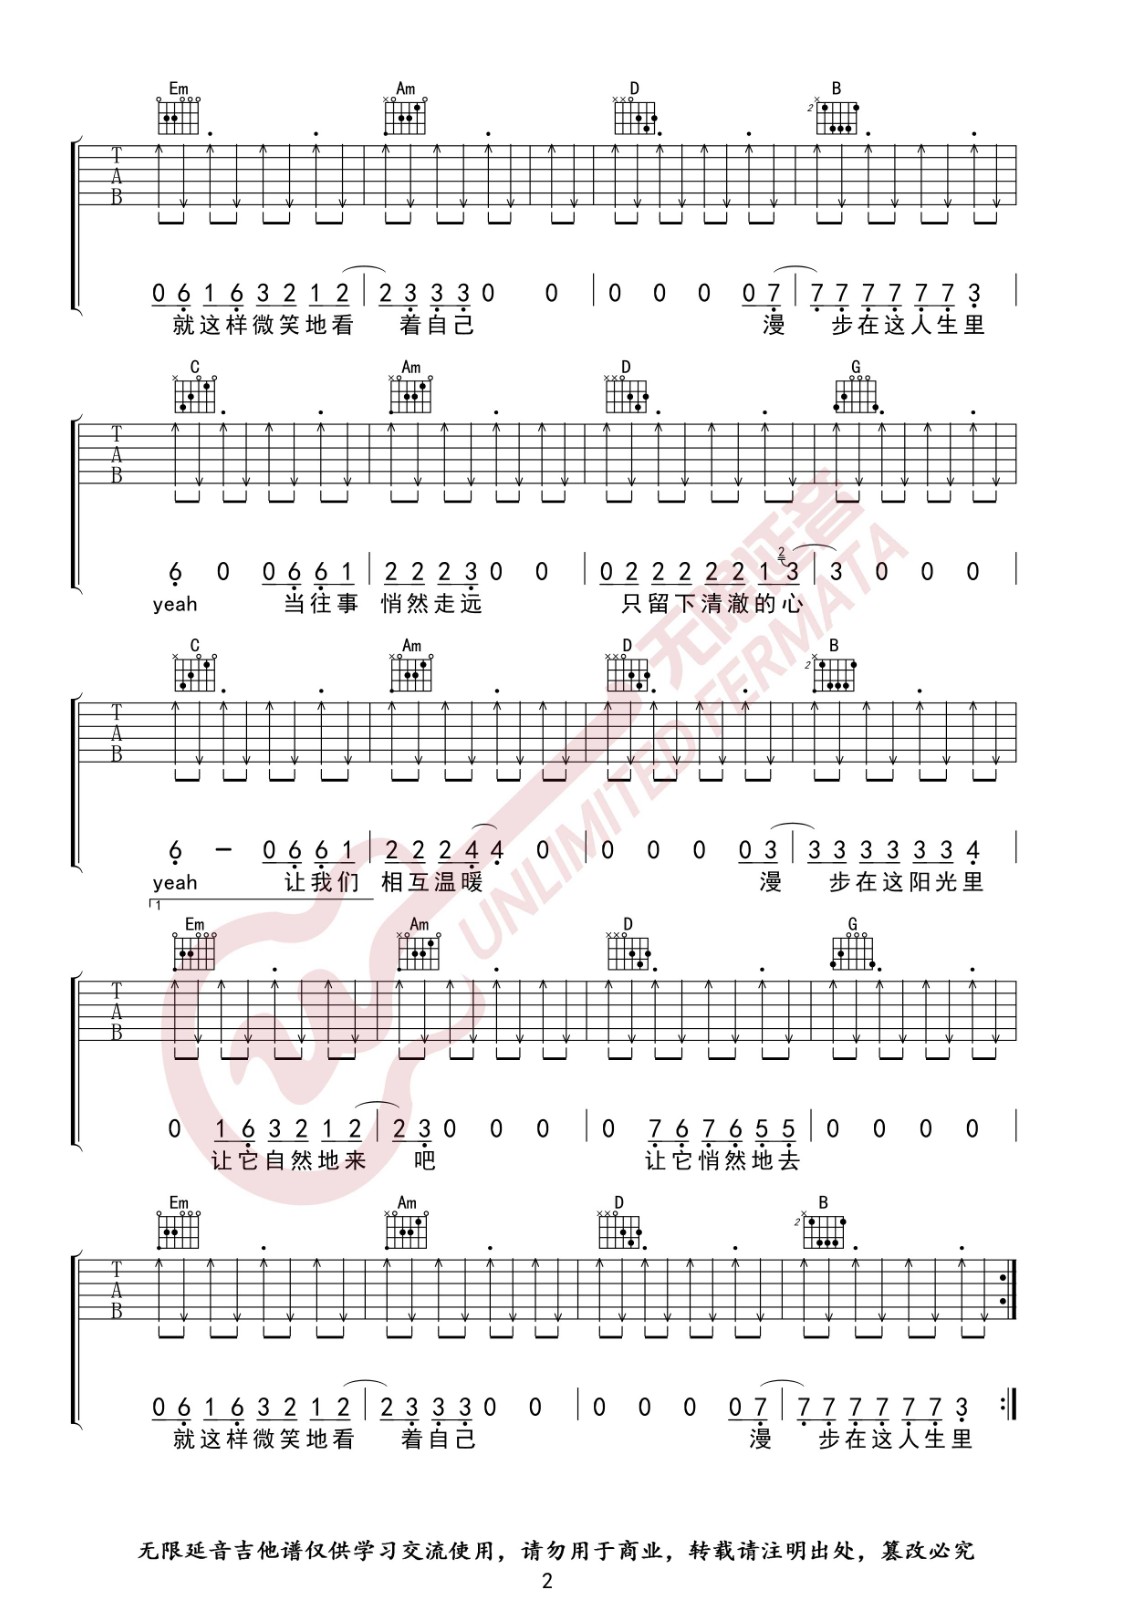 Em Am D B
2
T
A
B
0 6 1 6 3 2 1 2 | 2 3 3 3 0 0 | 0 0 0 0 7 | 7 7 7 7 7 7 3 |
就这样微笑地看 着自己 漫 步在这人生里
C Am D G
T
A
B
6 0 0 6 6 1 | 2 2 2 3 0 0 | 0 2 2 2 2 2 1 2 3 | 3 0 0 0 |
yeah 当往事 悄然走远 只留下清澈的心
C Am D B
2
T
A
B
6 - 0 6 6 1 | 2 2 2 4 4 0 | 0 0 0 0 3 | 3 3 3 3 3 3 4 |
yeah 让我们 相互温暖 漫 步在这阳光里
1
Em Am D G
T
A
B
0 1 6 3 2 1 2 | 2 3 0 0 0 | 0 7 6 7 6 5 5 | 0 0 0 0 |
让它自然地来 吧 让它悄然地去
Em Am D B
2
T
A
B
0 6 1 6 3 2 1 2 | 2 3 3 3 0 0 | 0 0 0 0 7 | 7 7 7 7 7 7 3 :|
就这样微笑地看 着自己 漫 步在这人生里
无限延音
UNLIMITED FERMATA
无限延音吉他谱仅供学习交流使用，请勿用于商业，转载请注明出处，篡改必究
2